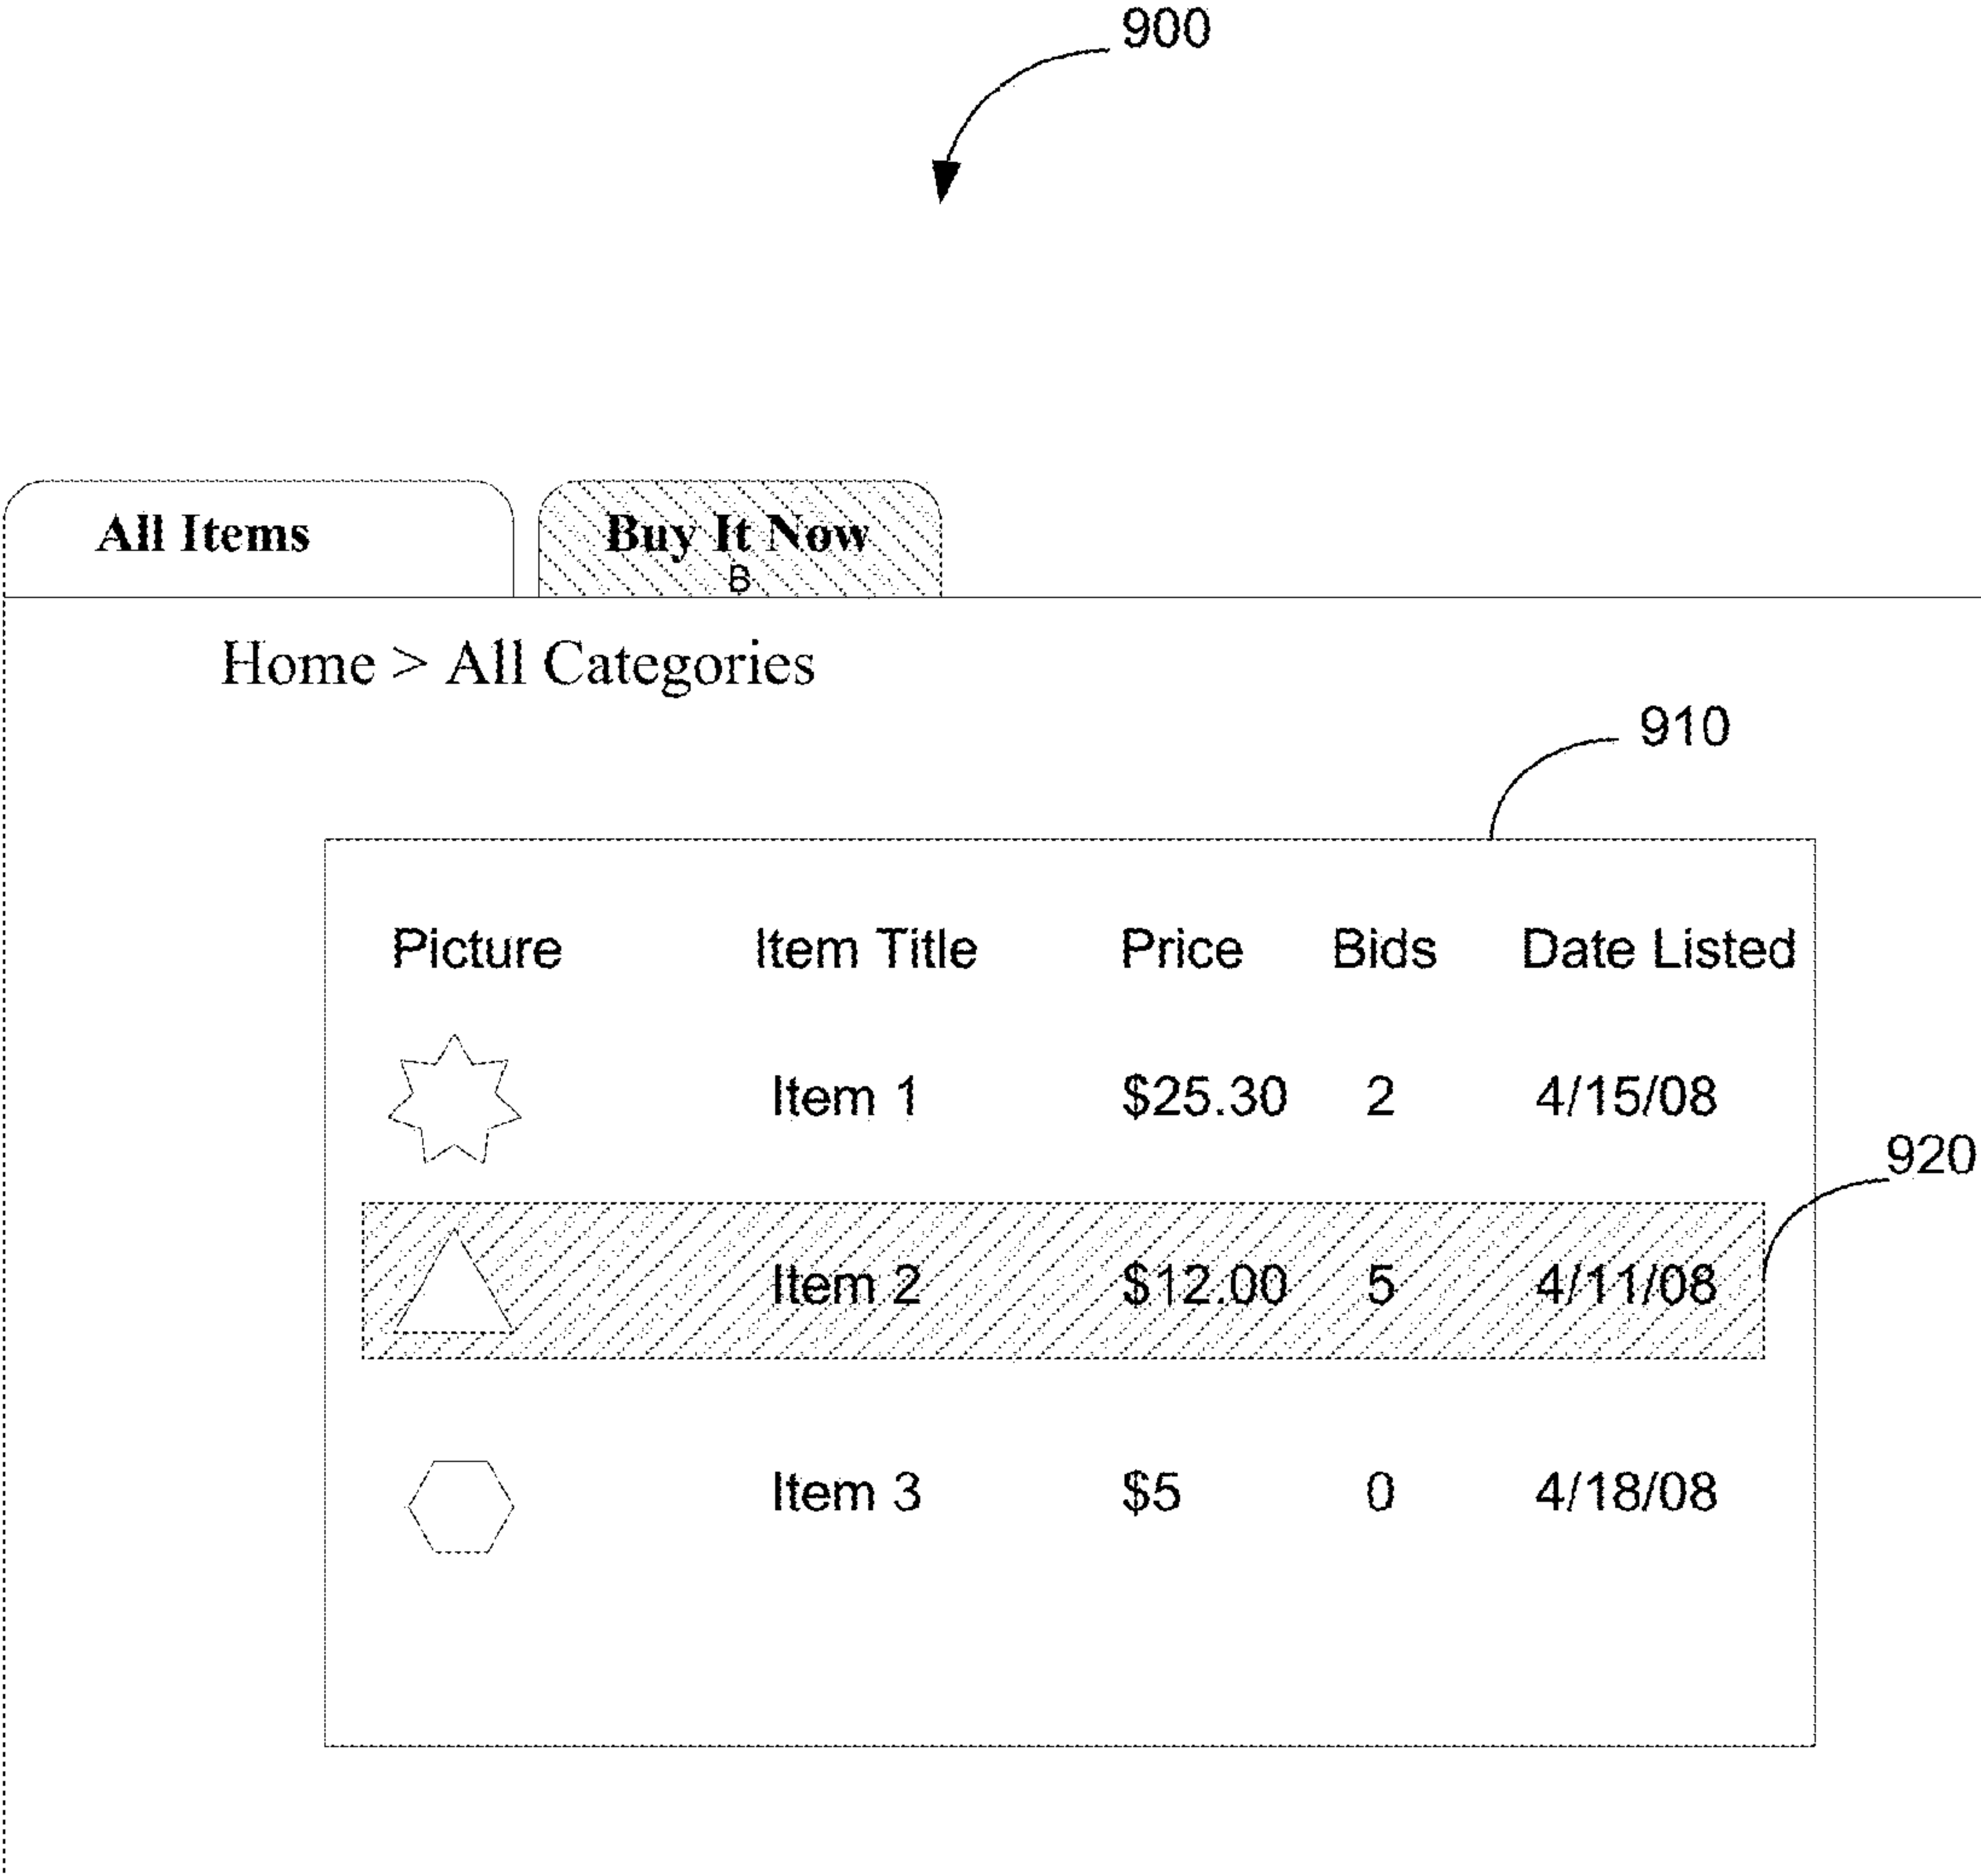 900
All Items Buy It Now
B
Home > All Categories
910
Picture Item Title Price Bids Date Listed
Item 1 $25.30 2 4/15/08
920
Item 2 $12.00 5 4/11/08
Item 3 $5 0 4/18/08